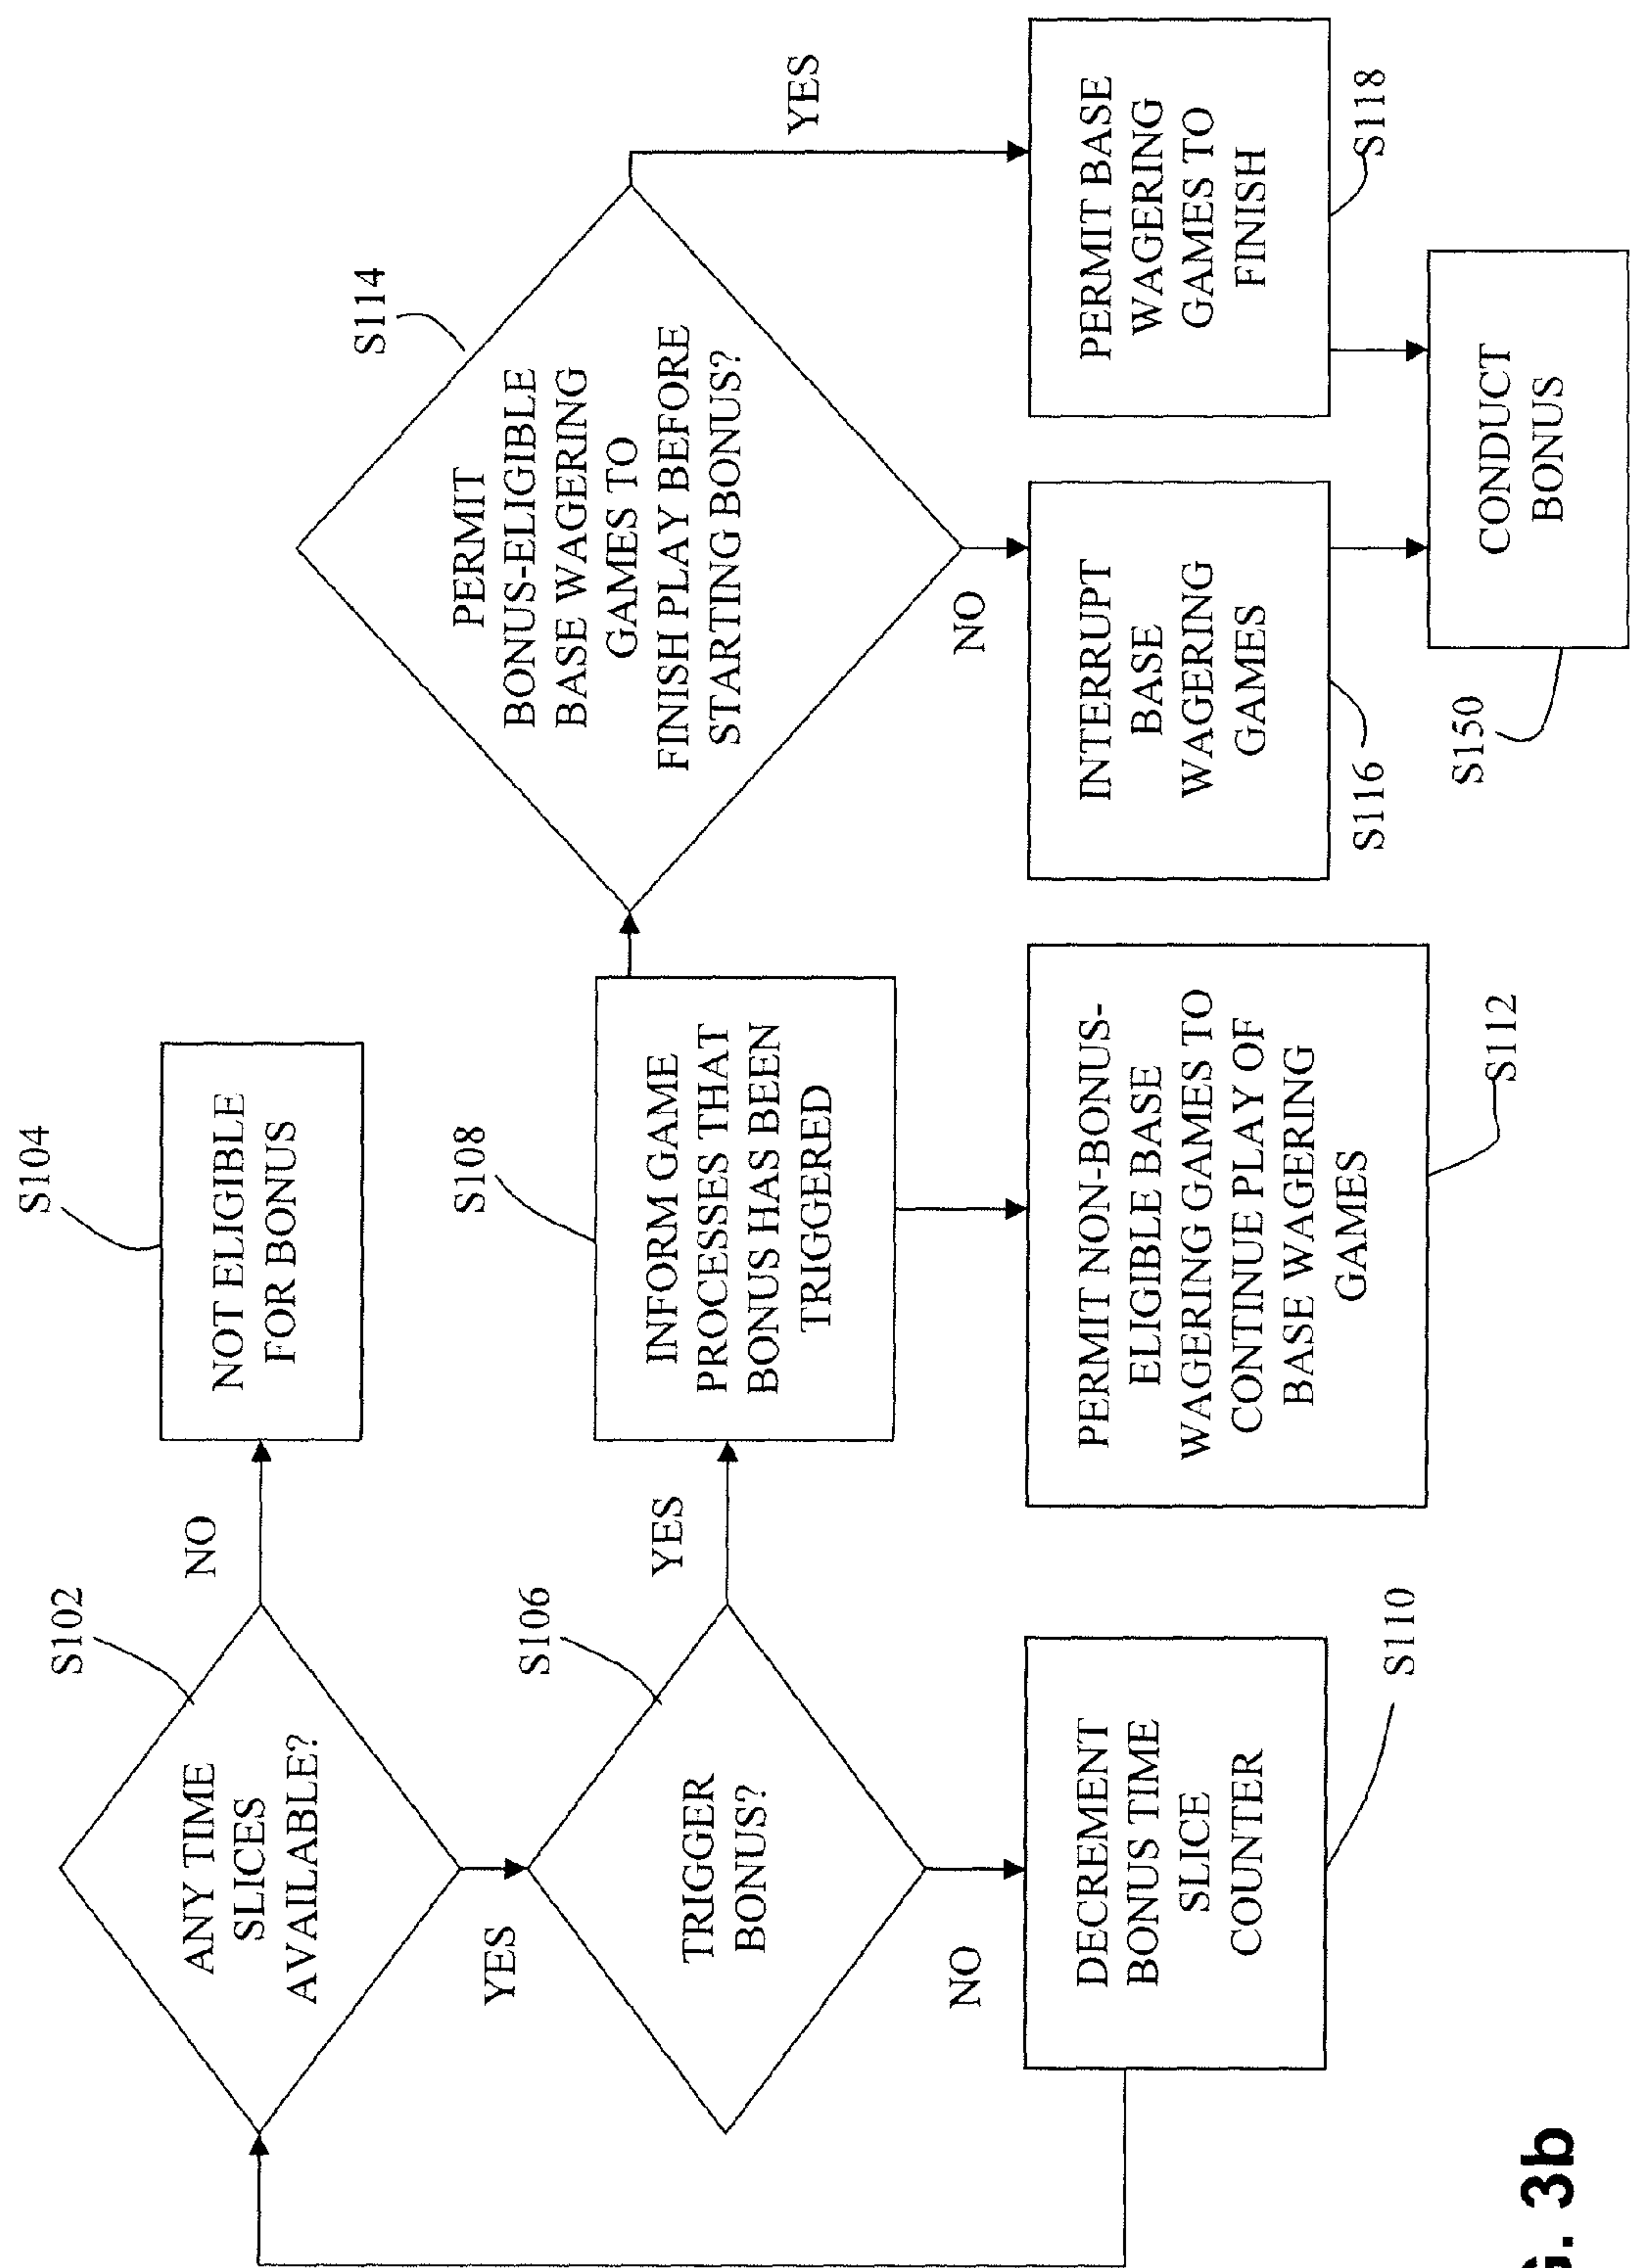 S102
ANY TIME
SLICES
AVAILABLE?
NO
YES
S104
NOT ELIGIBLE
FOR BONUS
S106
TRIGGER
BONUS?
YES
NO
S108
INFORM GAME
PROCESSES THAT
BONUS HAS BEEN
TRIGGERED
S114
PERMIT
BONUS-ELIGIBLE
BASE WAGERING
GAMES TO
FINISH PLAY BEFORE
STARTING BONUS?
YES
NO
DECREMENT
BONUS TIME
SLICE
COUNTER
S110
PERMIT NON-BONUS-
ELIGIBLE BASE
WAGERING GAMES TO
CONTINUE PLAY OF
BASE WAGERING
GAMES
S112
INTERRUPT
BASE
WAGERING
GAMES
S116
PERMIT BASE
WAGERING
GAMES TO
FINISH
S118
CONDUCT
BONUS
S150
3b